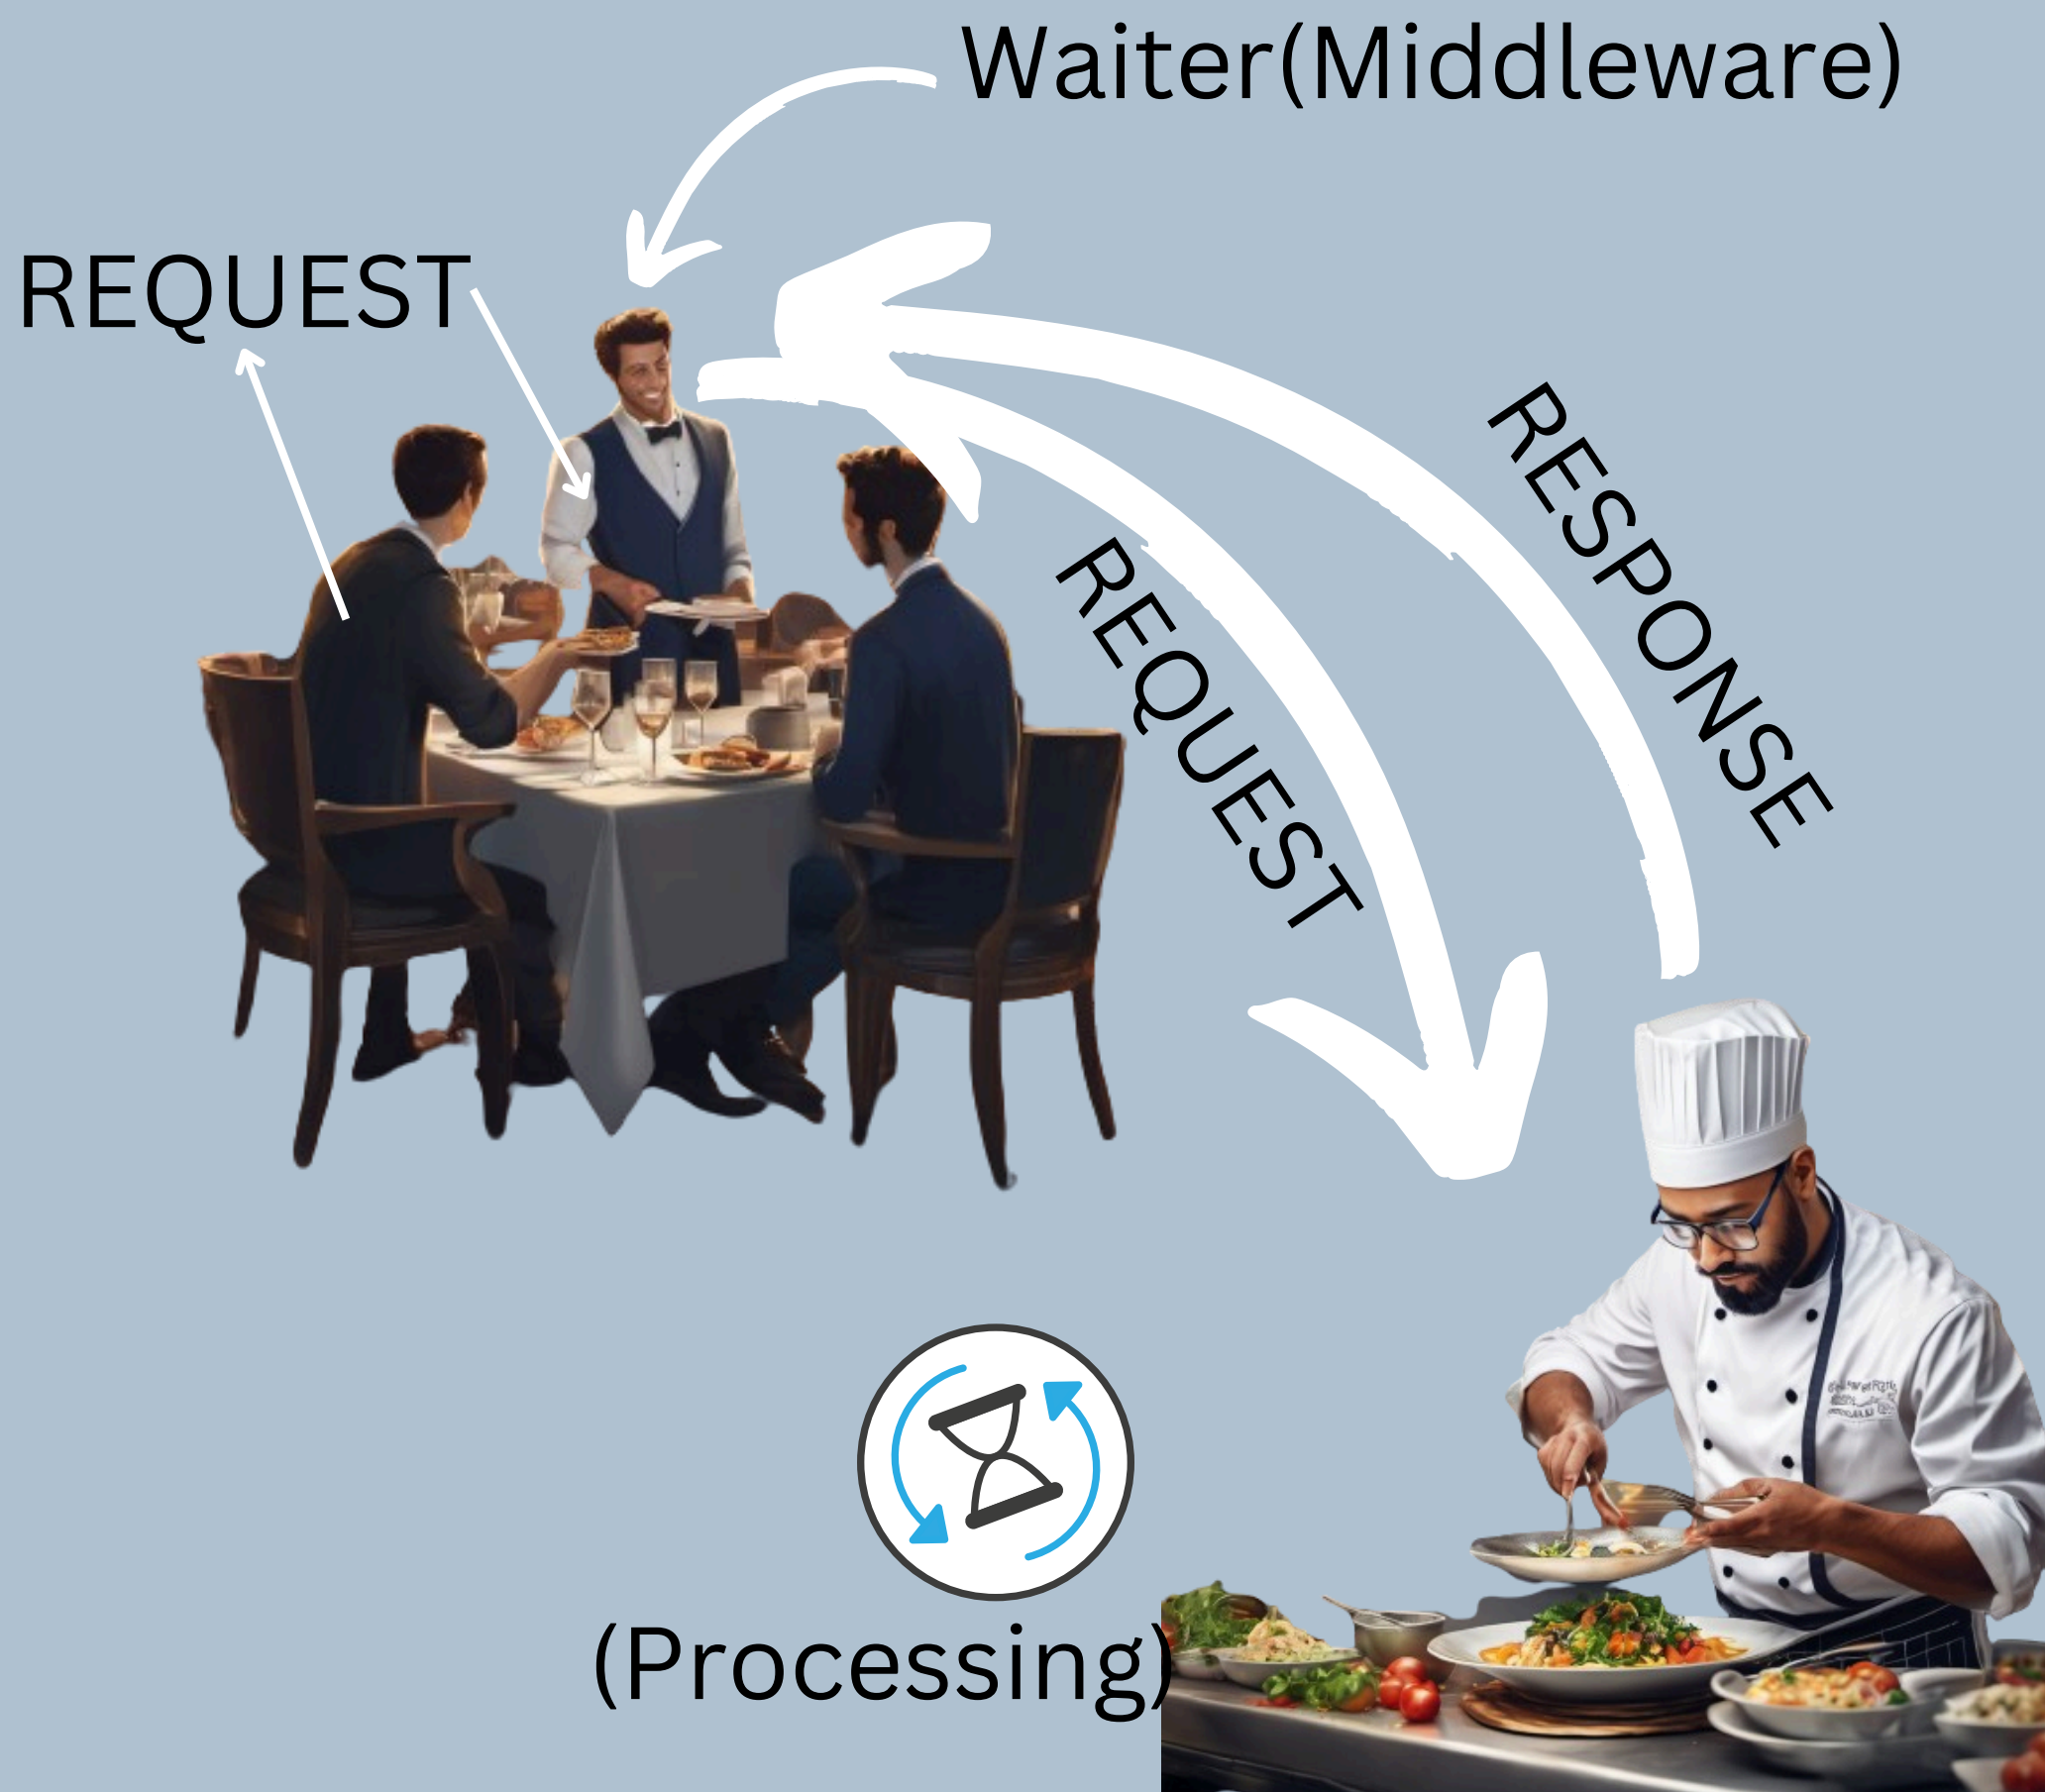 Waiter(Middleware)
REQUEST
RESPONSE
REQUEST
(Processing)